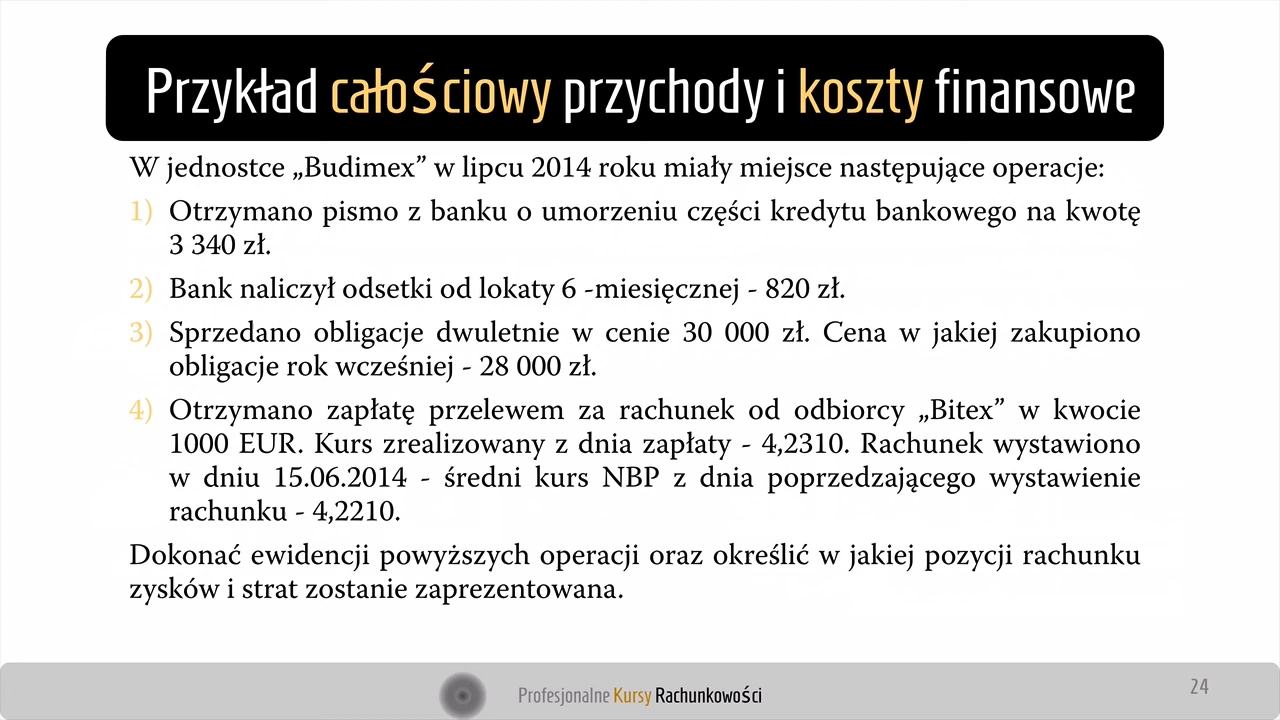 Przykład całościowy przychody i koszty finansowe
W jednostce „Budimex” w lipcu 2014 roku miały miejsce następujące operacje:
1) Otrzymano pismo z banku o umorzeniu części kredytu bankowego na kwotę
3 340 zł.
2) Bank naliczył odsetki od lokaty 6 -miesięcznej - 820 zł.
3) Sprzedano obligacje dwuletnie w cenie 30 000 zł. Cena w jakiej zakupiono
obligacje rok wcześniej - 28 000 zł.
4) Otrzymano zapłatę przelewem za rachunek od odbiorcy „Bitex” w kwocie
1000 EUR. Kurs zrealizowany z dnia zapłaty - 4,2310. Rachunek wystawiono
w dniu 15.06.2014 - średni kurs NBP z dnia poprzedzającego wystawienie
rachunku - 4,2210.
Dokonać ewidencji powyższych operacji oraz określić w jakiej pozycji rachunku
zysków i strat zostanie zaprezentowana.
Profesjonalne Kursy Rachunkowości
24